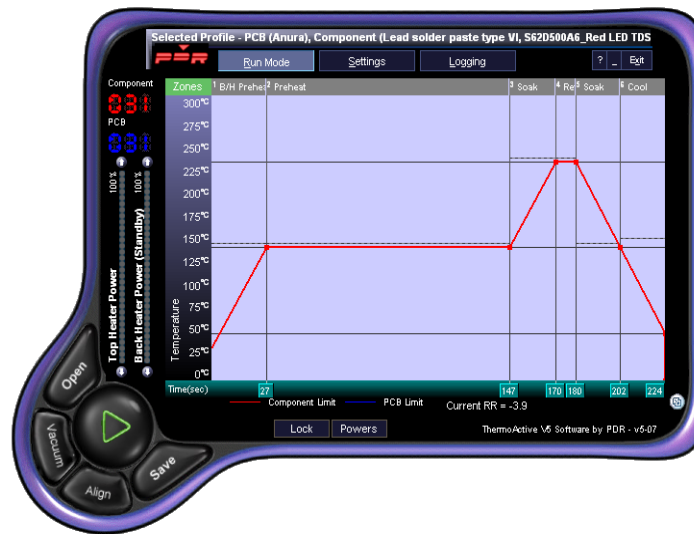 Selected Profile - PCB (Anura), Component (Lead solder paste type VI, S62D500A6_Red LED TDS
PDR
Run Mode
Settings
Logging
?
_
Exit
Component
031
PCB
031
Zones
1 B/H Prehe
2 Preheat
3 Soak
4 Re
5 Soak
6 Cool
300°C
275°C
250°C
225°C
200°C
175°C
150°C
125°C
100°C
75°C
50°C
25°C
0°C
Temperature
100 %
100 %
Top Heater Power
Back Heater Power (Standby)
Time(sec)
27
147
170
180
202
224
Component Limit
PCB Limit
Current RR = -3.9
Lock
Powers
ThermoActive V5 Software by PDR - v5-07
Open
Vacuum
Align
Save